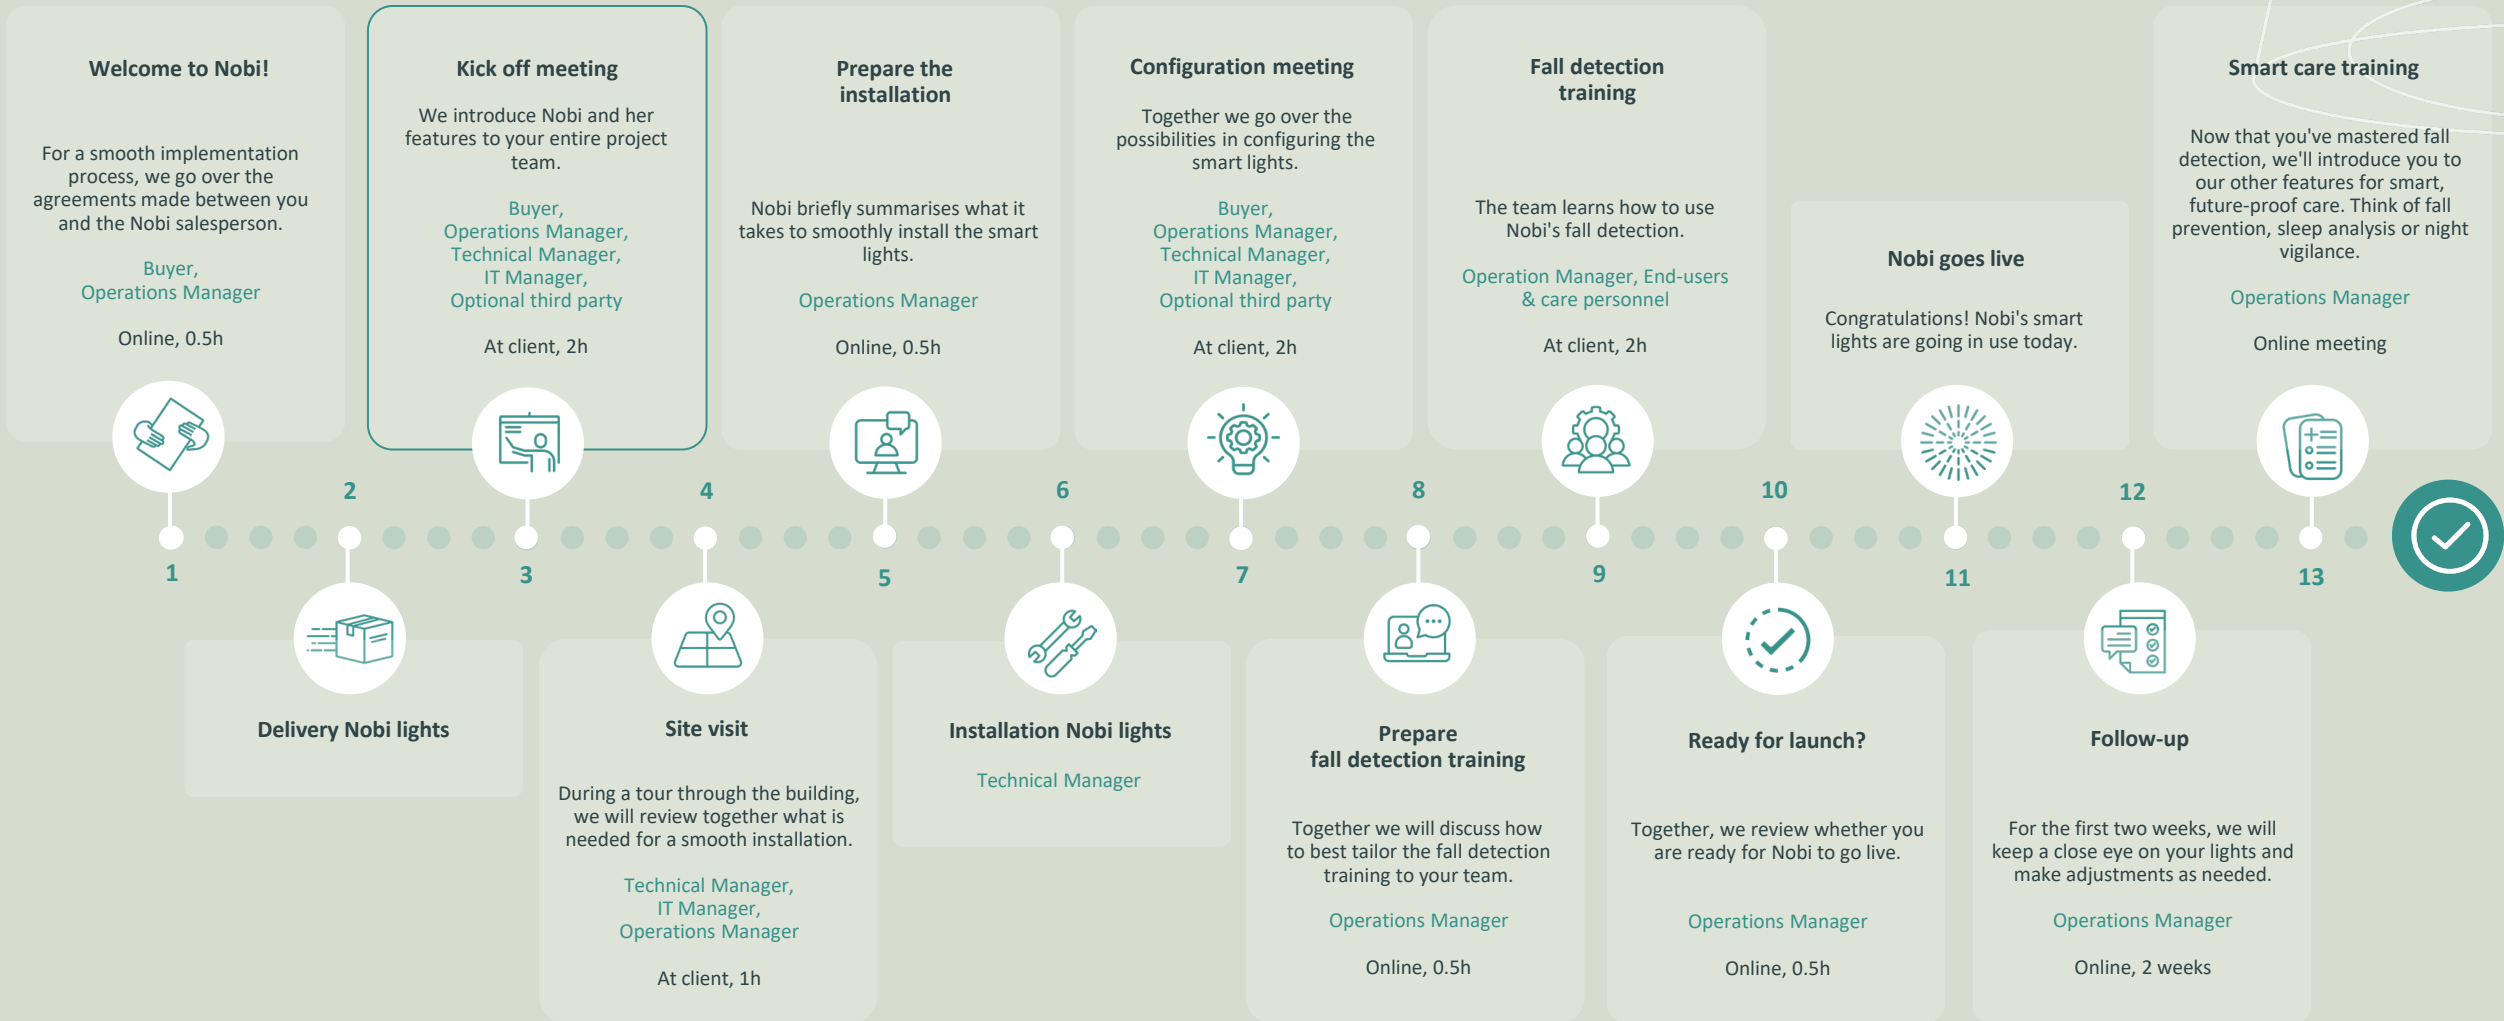 Welcome to Nobi!
For a smooth implementation
process, we go over the
agreements made between you
and the Nobi salesperson.
Buyer,
Operations Manager
Online, 0.5h
1
2
Delivery Nobi lights
Kick off meeting
We introduce Nobi and her
features to your entire project
team.
Buyer,
Operations Manager,
Technical Manager,
IT Manager,
Optional third party
At client, 2h
3
4
Site visit
During a tour through the building,
we will review together what is
needed for a smooth installation.
Technical Manager,
IT Manager,
Operations Manager
At client, 1h
Prepare the
installation
Nobi briefly summarises what it
takes to smoothly install the smart
lights.
Operations Manager
Online, 0.5h
5
6
Installation Nobi lights
Technical Manager
Configuration meeting
Together we go over the
possibilities in configuring the
smart lights.
Buyer,
Operations Manager,
Technical Manager,
IT Manager,
Optional third party
At client, 2h
7
8
Prepare
fall detection training
Together we will discuss how
to best tailor the fall detection
training to your team.
Operations Manager
Online, 0.5h
Fall detection
training
The team learns how to use
Nobi's fall detection.
Operation Manager, End-users
& care personnel
At client, 2h
9
10
Ready for launch?
Together, we review whether you
are ready for Nobi to go live.
Operations Manager
Online, 0.5h
Nobi goes live
Congratulations! Nobi's smart
lights are going in use today.
11
12
Follow-up
For the first two weeks, we will
keep a close eye on your lights and
make adjustments as needed.
Operations Manager
Online, 2 weeks
Smart care training
Now that you've mastered fall
detection, we'll introduce you to
our other features for smart,
future-proof care. Think of fall
prevention, sleep analysis or night
vigilance.
Operations Manager
Online meeting
13